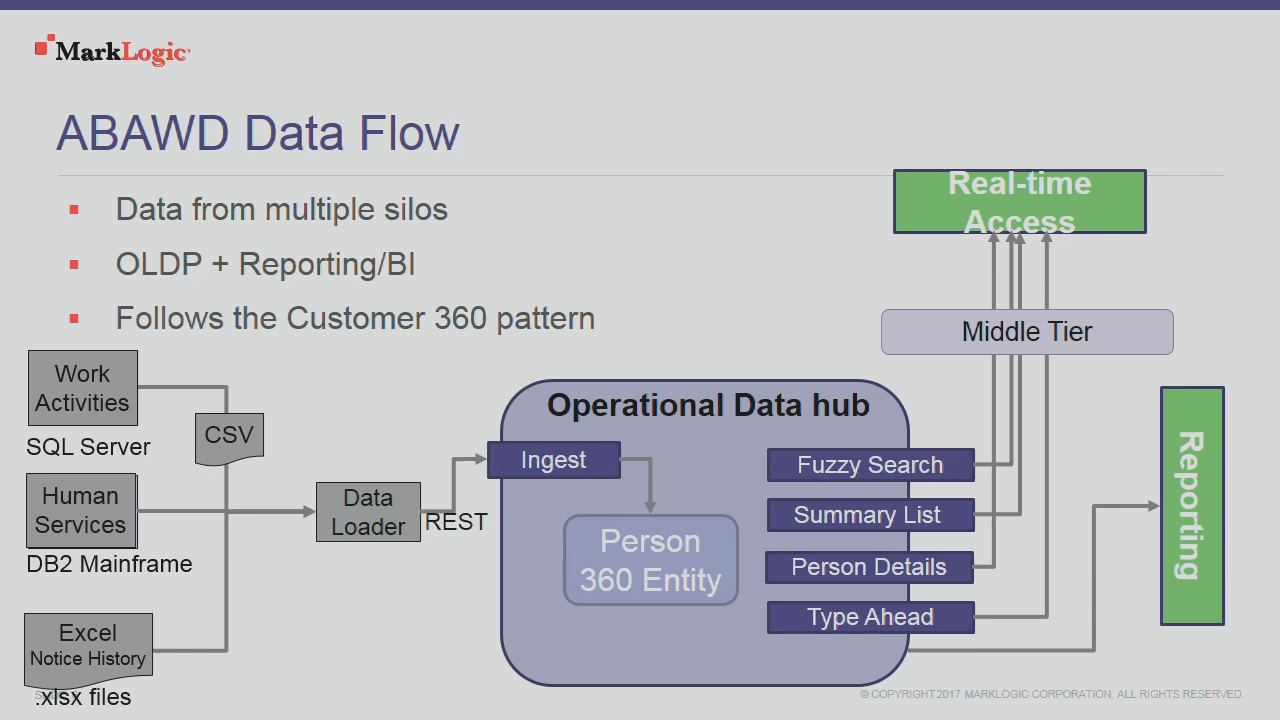 MarkLogic
ABAWD Data Flow
Data from multiple silos
OLDP + Reporting/BI
Follows the Customer 360 pattern
Real-time
Access
Middle Tier
Work
Activities
SQL Server
CSV
Human
Services
DB2 Mainframe
Excel
Notice History
.xlsx files
Data
Loader
REST
Operational Data hub
Ingest
Person
360 Entity
Fuzzy Search
Summary List
Person Details
Type Ahead
Reporting
© COPYRIGHT 2017 MARKLOGIC CORPORATION. ALL RIGHTS RESERVED.